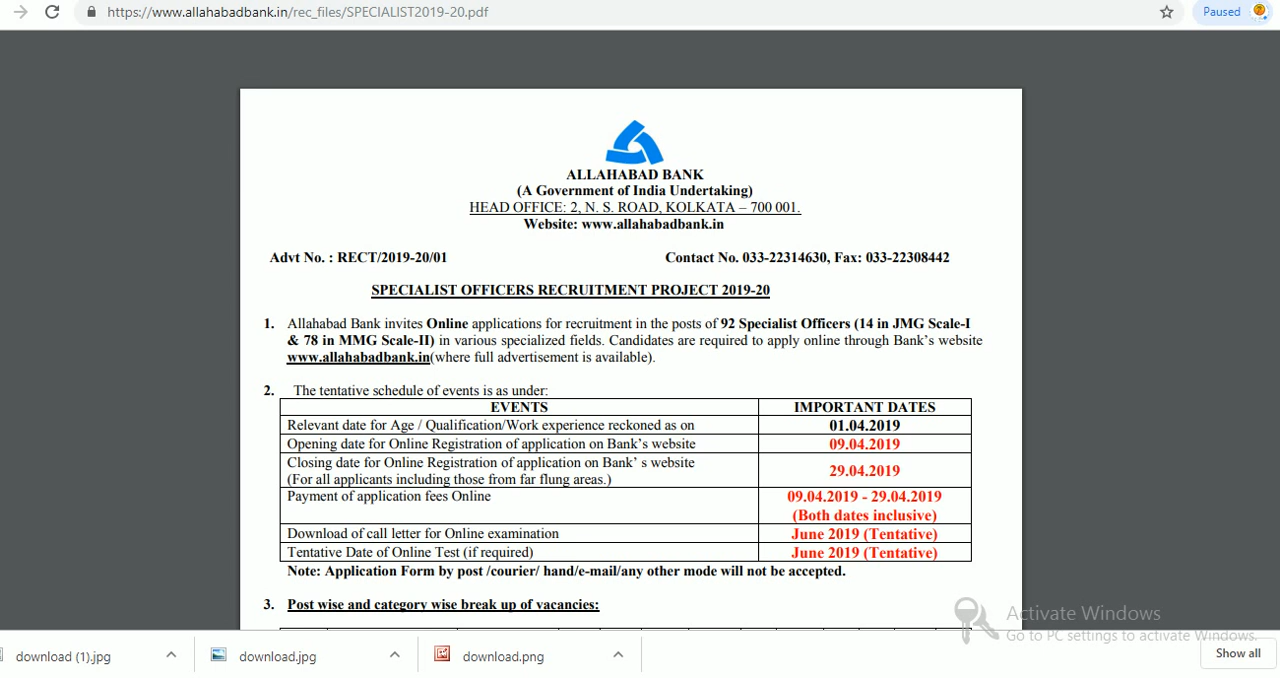 https://www.allahabadbank.in/rec_files/SPECIALIST2019-20.pdf
Paused
ALLAHABAD BANK
(A Government of India Undertaking)
HEAD OFFICE: 2, N. S. ROAD, KOLKATA – 700 001.
Website: www.allahabadbank.in
Advt No. : RECT/2019-20/01 Contact No. 033-22314630, Fax: 033-22308442
SPECIALIST OFFICERS RECRUITMENT PROJECT 2019-20
1. Allahabad Bank invites Online applications for recruitment in the posts of 92 Specialist Officers (14 in JMG Scale-I
& 78 in MMG Scale-II) in various specialized fields. Candidates are required to apply online through Bank's website
www.allahabadbank.in(where full advertisement is available).
2. The tentative schedule of events is as under:
EVENTS IMPORTANT DATES
Relevant date for Age / Qualification/Work experience reckoned as on 01.04.2019
Opening date for Online Registration of application on Bank's website 09.04.2019
Closing date for Online Registration of application on Bank' s website
(For all applicants including those from far flung areas.) 29.04.2019
Payment of application fees Online 09.04.2019 - 29.04.2019
(Both dates inclusive)
Download of call letter for Online examination June 2019 (Tentative)
Tentative Date of Online Test (if required) June 2019 (Tentative)
Note: Application Form by post /courier/ hand/e-mail/any other mode will not be accepted.
3. Post wise and category wise break up of vacancies:
Activate Windows
Go to PC settings to activate Windows.
download (1).jpg download.jpg download.png Show all